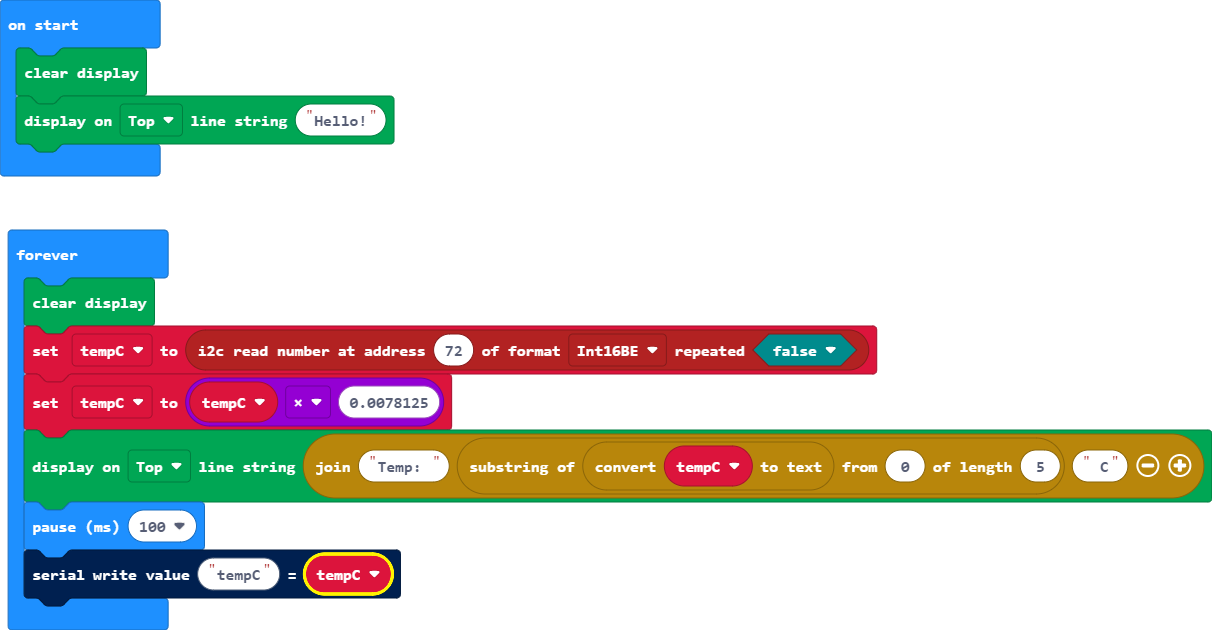 on start
clear display
display on Top line string "Hello!"
forever
clear display
set tempC to i2c read number at address 72 of format Int16BE repeated false
set tempC to tempC × 0.0078125
display on Top line string join "Temp: " substring of convert tempC to text from 0 of length 5 " C"
pause (ms) 100
serial write value "tempC" = tempC